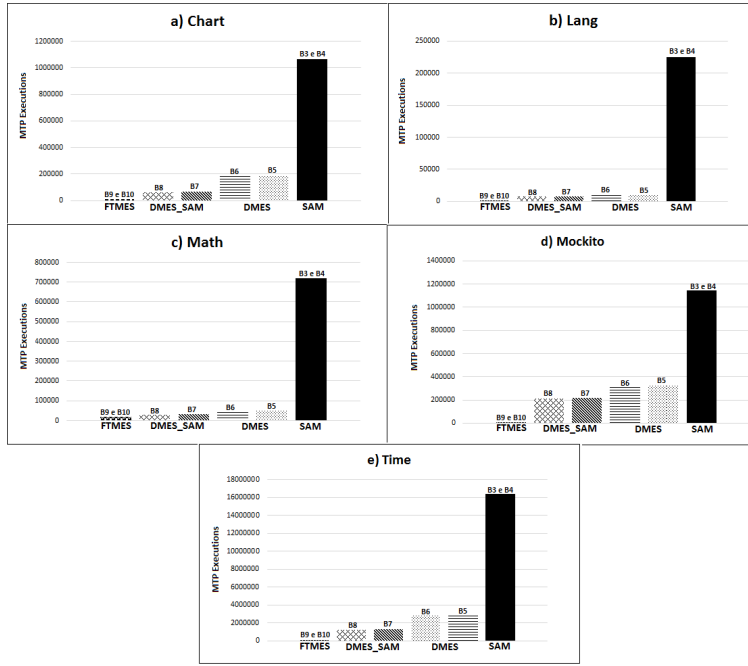 a) Chart
MTP Executions
1200000
1000000
800000
600000
400000
200000
0
B9 e B10
B8
B7
B6
B5
B3 e B4
FTMES
DMES_SAM
DMES
SAM
b) Lang
MTP Executions
250000
200000
150000
100000
50000
0
B9 e B10
B8
B7
B6
B5
B3 e B4
FTMES
DMES_SAM
DMES
SAM
c) Math
MTP Executions
800000
700000
600000
500000
400000
300000
200000
100000
0
B9 e B10
B8
B7
B6
B5
B3 e B4
FTMES
DMES_SAM
DMES
SAM
d) Mockito
MTP Executions
1400000
1200000
1000000
800000
600000
400000
200000
0
B9 e B10
B8
B7
B6
B5
B3 e B4
FTMES
DMES_SAM
DMES
SAM
e) Time
MTP Executions
18000000
16000000
14000000
12000000
10000000
8000000
6000000
4000000
2000000
0
B9 e B10
B8
B7
B6
B5
B3 e B4
FTMES
DMES_SAM
DMES
SAM